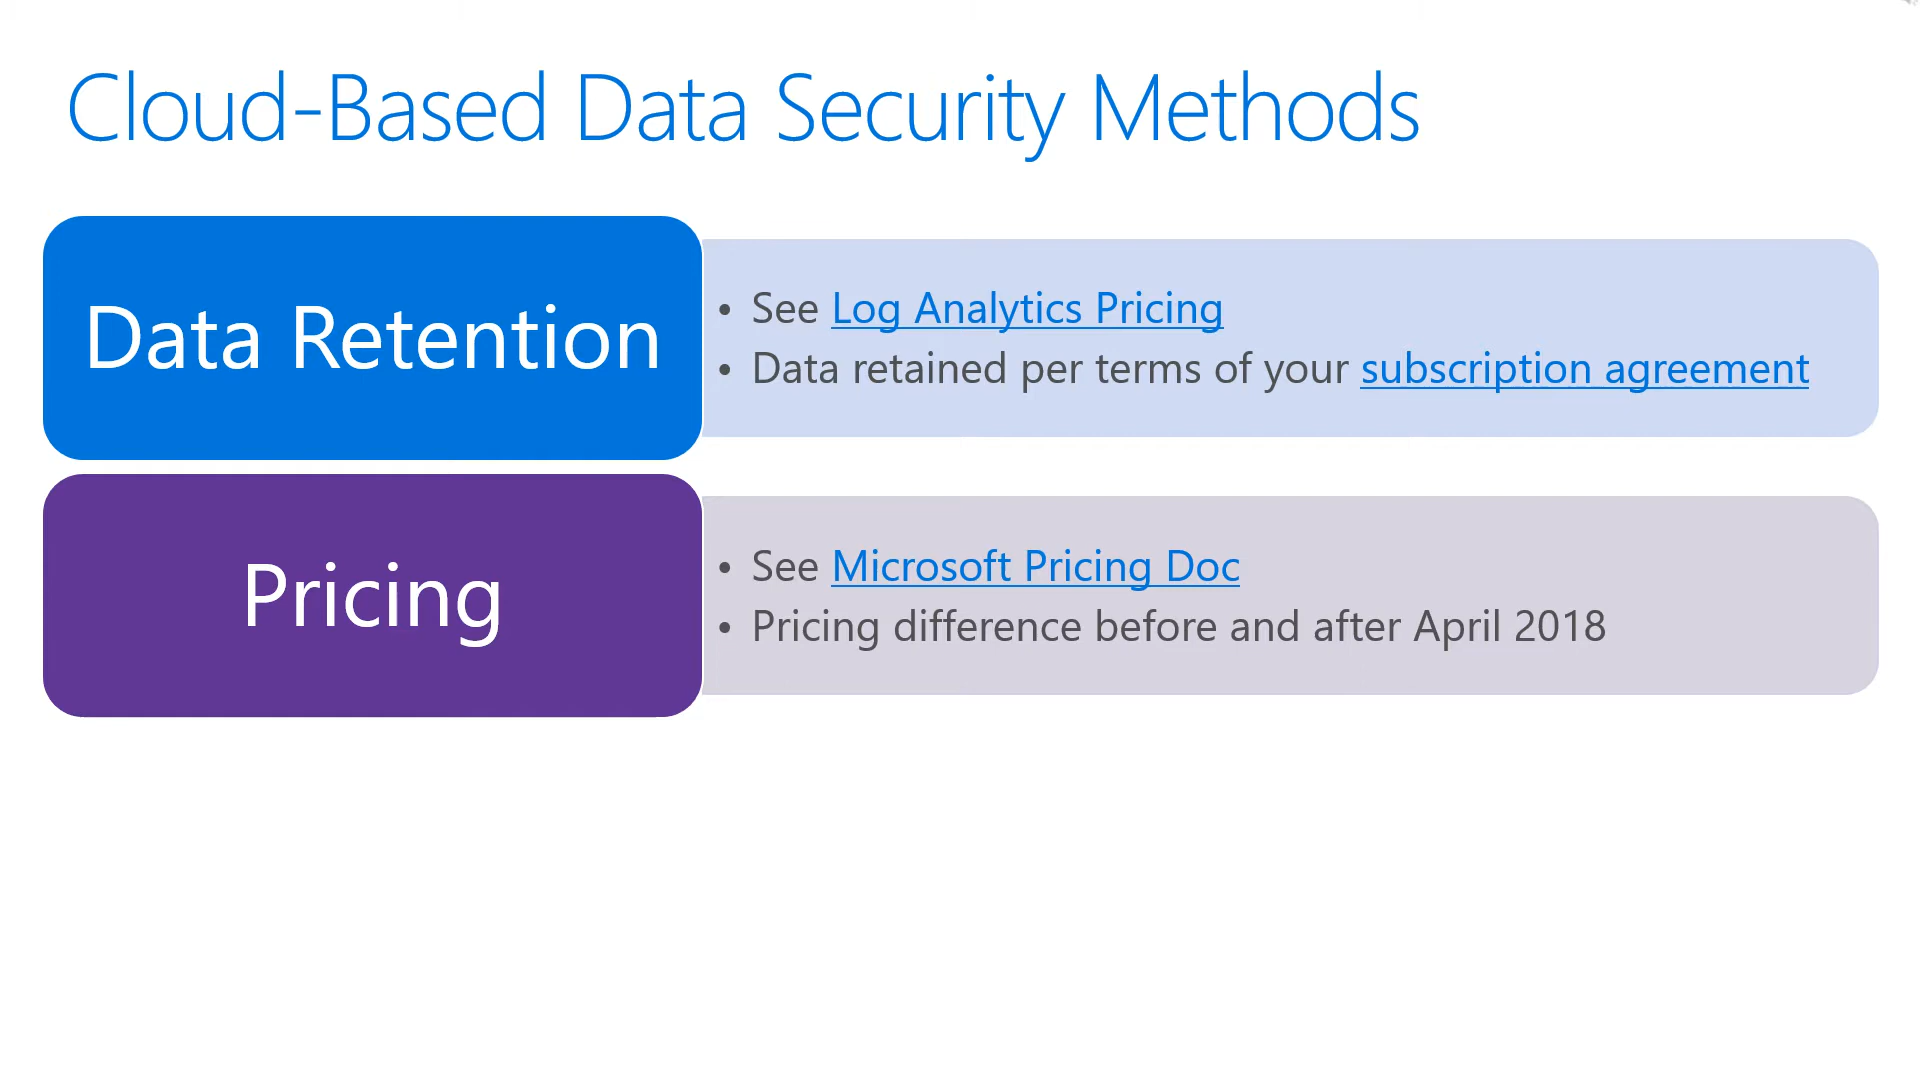 Cloud-Based Data Security Methods
Data Retention
• See Log Analytics Pricing
• Data retained per terms of your subscription agreement
Pricing
• See Microsoft Pricing Doc
• Pricing difference before and after April 2018